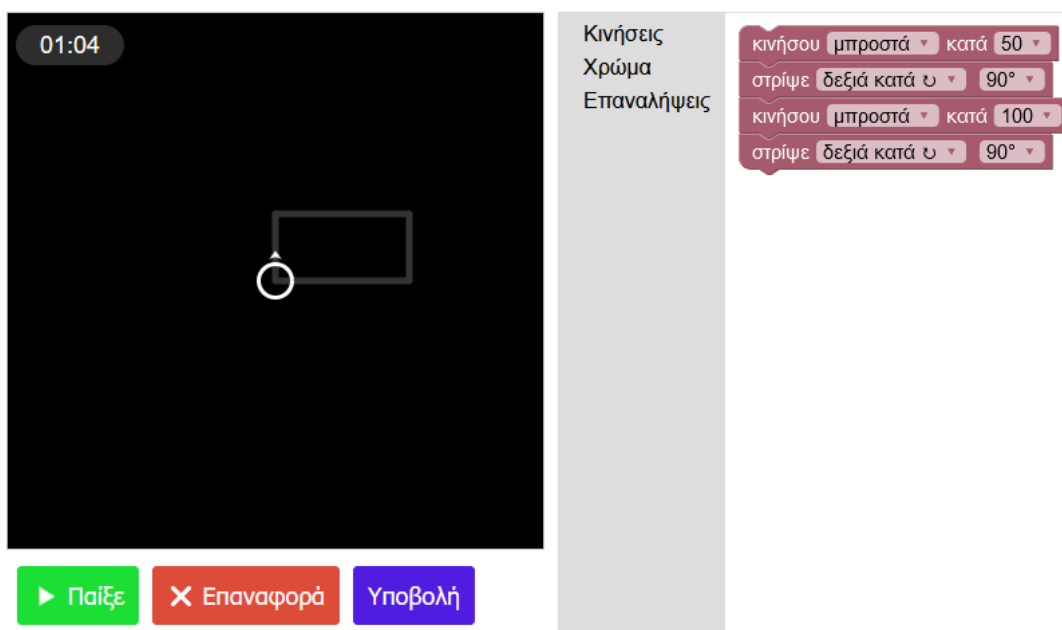 01:04
Παίξε
Επαναφορά
Υποβολή
Κινήσεις
Χρώμα
Επαναλήψεις
κινήσου μπροστά κατά 50
στρίψε δεξιά κατά ↻ 90°
κινήσου μπροστά κατά 100
στρίψε δεξιά κατά ↻ 90°